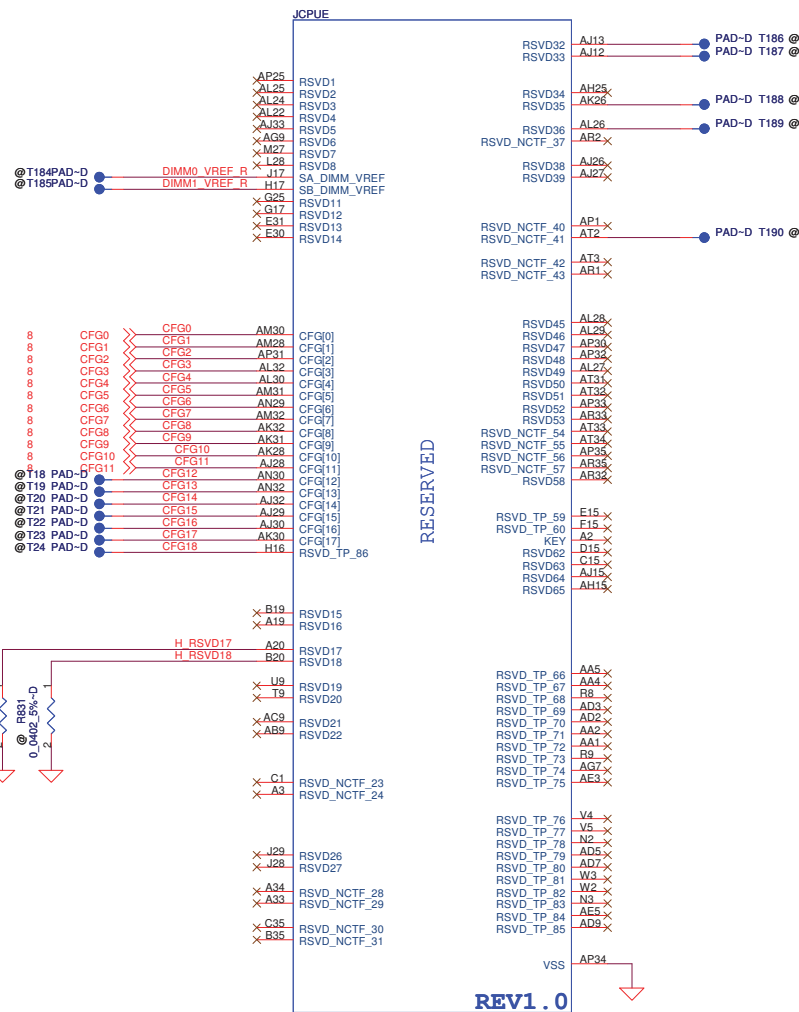 JCPUE
AP25 RSVD1
AL25 RSVD2
AL24 RSVD3
AL22 RSVD4
AJ33 RSVD5
AG9 RSVD6
M27 RSVD7
L28 RSVD8
@T184PAD~D DIMM0_VREF_R J17 SA_DIMM_VREF
@T185PAD~D DIMM1_VREF_R H17 SB_DIMM_VREF
G25 RSVD11
G17 RSVD12
E31 RSVD13
E30 RSVD14
8 CFG0 CFG0 AM30 CFG[0]
8 CFG1 CFG1 AM28 CFG[1]
8 CFG2 CFG2 AP31 CFG[2]
8 CFG3 CFG3 AL32 CFG[3]
8 CFG4 CFG4 AL30 CFG[4]
8 CFG5 CFG5 AM31 CFG[5]
8 CFG6 CFG6 AN29 CFG[6]
8 CFG7 CFG7 AM32 CFG[7]
8 CFG8 CFG8 AK32 CFG[8]
8 CFG9 CFG9 AK31 CFG[9]
8 CFG10 CFG10 AK28 CFG[10]
8 CFG11 CFG11 AJ28 CFG[11]
@T18 PAD~D CFG12 AN30 CFG[12]
@T19 PAD~D CFG13 AN32 CFG[13]
@T20 PAD~D CFG14 AJ32 CFG[14]
@T21 PAD~D CFG15 AJ29 CFG[15]
@T22 PAD~D CFG16 AJ30 CFG[16]
@T23 PAD~D CFG17 AK30 CFG[17]
@T24 PAD~D CFG18 H16 RSVD_TP_86
B19 RSVD15
A19 RSVD16
H_RSVD17 A20 RSVD17
H_RSVD18 B20 RSVD18
U9 RSVD19
T9 RSVD20
AC9 RSVD21
AB9 RSVD22
C1 RSVD_NCTF_23
A3 RSVD_NCTF_24
J29 RSVD26
J28 RSVD27
A34 RSVD_NCTF_28
A33 RSVD_NCTF_29
C35 RSVD_NCTF_30
B35 RSVD_NCTF_31
1
2
@ R831
0_0402_5%~D
RESERVED
RSVD32 AJ13 PAD~D T186 @
RSVD33 AJ12 PAD~D T187 @
RSVD34 AH25
RSVD35 AK26 PAD~D T188 @
RSVD36 AL26 PAD~D T189 @
RSVD_NCTF_37 AR2
RSVD38 AJ26
RSVD39 AJ27
RSVD_NCTF_40 AP1
RSVD_NCTF_41 AT2 PAD~D T190 @
RSVD_NCTF_42 AT3
RSVD_NCTF_43 AR1
RSVD45 AL28
RSVD46 AL29
RSVD47 AP30
RSVD48 AP32
RSVD49 AL27
RSVD50 AT31
RSVD51 AT32
RSVD52 AP33
RSVD53 AR33
RSVD_NCTF_54 AT33
RSVD_NCTF_55 AT34
RSVD_NCTF_56 AP35
RSVD_NCTF_57 AR35
RSVD58 AR32
RSVD_TP_59 E15
RSVD_TP_60 F15
KEY A2
RSVD62 D15
RSVD63 C15
RSVD64 AJ15
RSVD65 AH15
RSVD_TP_66 AA5
RSVD_TP_67 AA4
RSVD_TP_68 R8
RSVD_TP_69 AD3
RSVD_TP_70 AD2
RSVD_TP_71 AA2
RSVD_TP_72 AA1
RSVD_TP_73 R9
RSVD_TP_74 AG7
RSVD_TP_75 AE3
RSVD_TP_76 V4
RSVD_TP_77 V5
RSVD_TP_78 N2
RSVD_TP_79 AD5
RSVD_TP_80 AD7
RSVD_TP_81 W3
RSVD_TP_82 W2
RSVD_TP_83 N3
RSVD_TP_84 AE5
RSVD_TP_85 AD9
VSS AP34
REV1.0